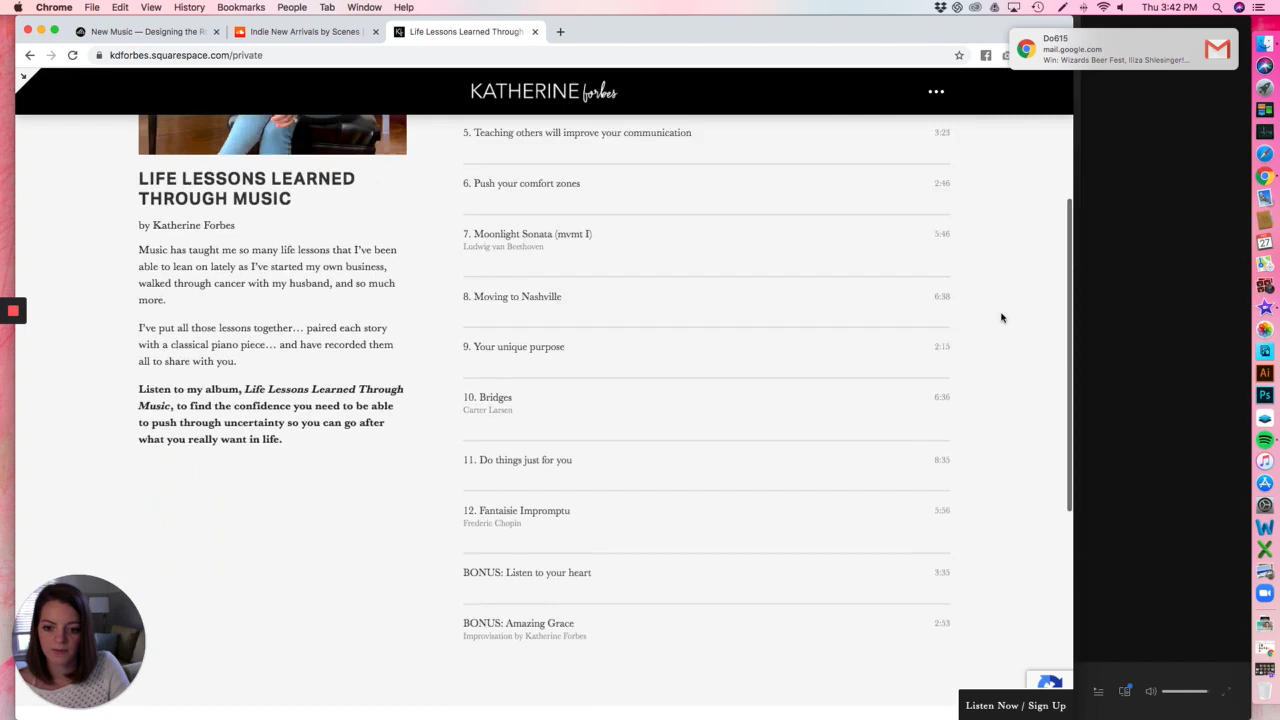 Chrome File Edit View History Bookmarks People Tab Window Help
Thu 3:42 PM
New Music — Designing the Ro
Indie New Arrivals by Scenes |
Life Lessons Learned Through
kdforbes.squarespace.com/private
Do615
mail.google.com
Win: Wizards Beer Fest, Iliza Shlesinger!...
KATHERINE forbes
LIFE LESSONS LEARNED
THROUGH MUSIC
by Katherine Forbes
Music has taught me so many life lessons that I've been
able to lean on lately as I've started my own business,
walked through cancer with my husband, and so much
more.
I've put all those lessons together… paired each story
with a classical piano piece… and have recorded them
all to share with you.
Listen to my album, Life Lessons Learned Through
Music, to find the confidence you need to be able
to push through uncertainty so you can go after
what you really want in life.
5. Teaching others will improve your communication 3:23
6. Push your comfort zones 2:46
7. Moonlight Sonata (mvmt I) 5:46
Ludwig van Beethoven
8. Moving to Nashville 6:38
9. Your unique purpose 2:15
10. Bridges 6:36
Carter Larsen
11. Do things just for you 8:35
12. Fantaisie Impromptu 5:56
Frederic Chopin
BONUS: Listen to your heart 3:35
BONUS: Amazing Grace 2:53
Improvisation by Katherine Forbes
Listen Now / Sign Up
27
Ai
Ps